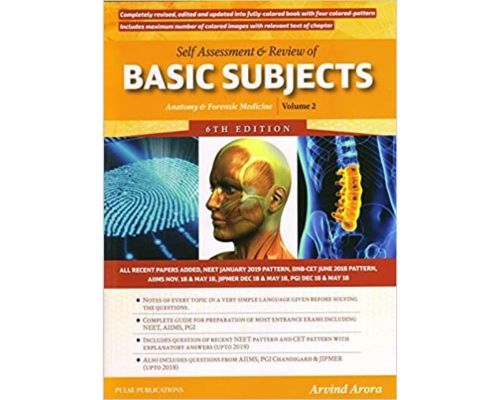 Completely revised, edited and updated into fully-colored book with four colored-pattern
Includes maximum number of colored images with relevant text of chapter
Self Assessment & Review of
BASIC SUBJECTS
Anatomy & Forensic Medicine Volume 2
6TH EDITION
ALL RECENT PAPERS ADDED, NEET JANUARY 2019 PATTERN, DNB-CET JUNE 2018 PATTERN,
AIIMS NOV. 18 & MAY 18, JIPMER DEC 18 & MAY 18, PGI DEC 18 & MAY 18
• NOTES OF EVERY TOPIC IN A VERY SIMPLE LANGUAGE GIVEN BEFORE SOLVING
THE QUESTIONS.
• COMPLETE GUIDE FOR PREPARATION OF MOST ENTRANCE EXAMS INCLUDING
NEET, AIIMS, PGI
• INCLUDES QUESTION OF RECENT NEET PATTERN AND CET PATTERN WITH
EXPLANATORY ANSWERS (UPTO 2019)
• ALSO INCLUDES QUESTIONS FROM AIIMS, PGI CHANDIGARH & JIPMER
(UPTO 2018)
PULSE PUBLICATIONS Arvind Arora